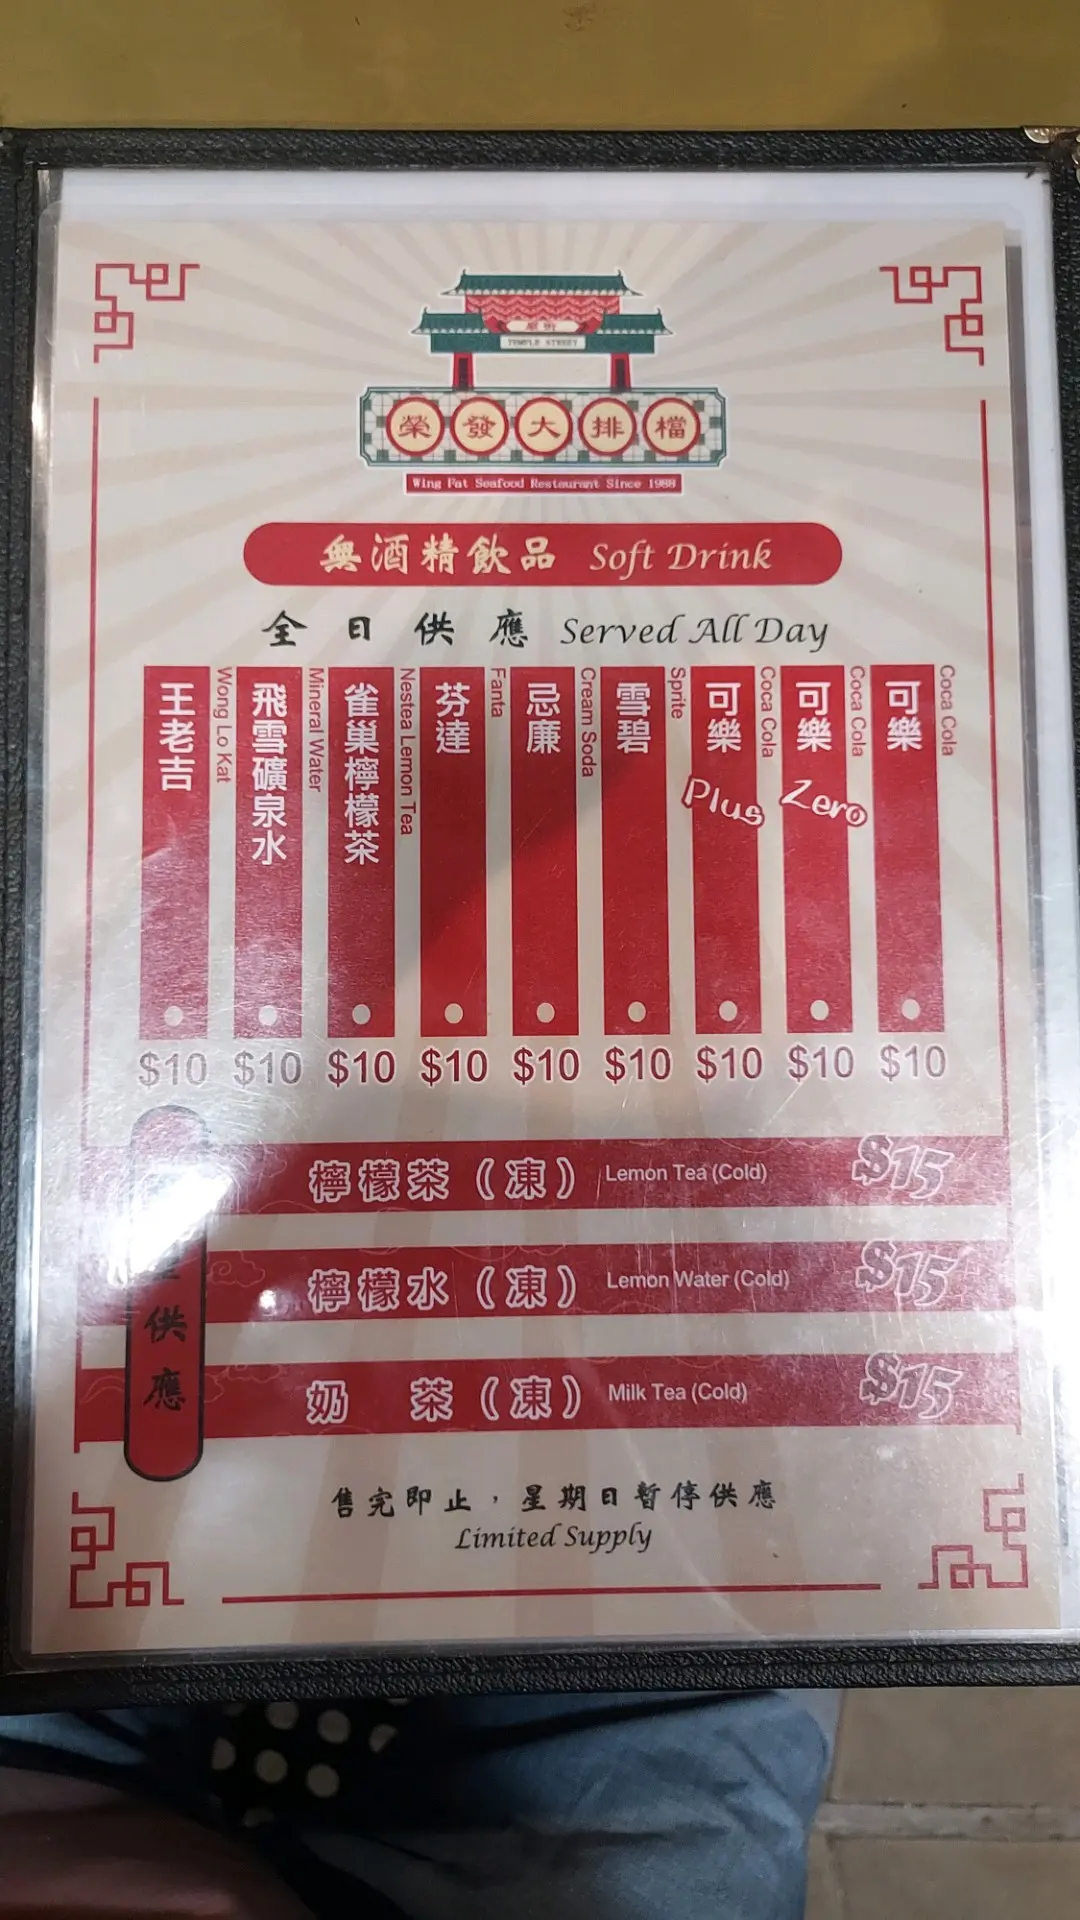 廟街
TEMPLE STREET
榮發大排檔
Wing Fat Seafood Restaurant Since 1988
無酒精飲品 Soft Drink
全日供應 Served All Day
王老吉 Wong Lo Kat $10
飛雪礦泉水 Mineral Water $10
雀巢檸檬茶 Nestea Lemon Tea $10
芬達 Fanta $10
忌廉 Cream Soda $10
雪碧 Sprite $10
可樂 Plus Coca Cola $10
可樂 Zero Coca Cola $10
可樂 Coca Cola $10
供應
檸檬茶（凍） Lemon Tea (Cold) $15
檸檬水（凍） Lemon Water (Cold) $15
奶茶（凍） Milk Tea (Cold) $15
售完即止，星期日暫停供應
Limited Supply